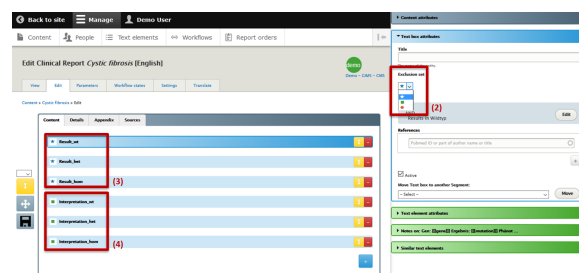 Back to site Manage Demo User
Content People Text elements Workflows Report orders
Edit Clinical Report Cystic fibrosis [English]
demo
Demo - CMS - CMS
View Edit Parameters Workflow states Settings Translate
Content » Cystic fibrosis » Edit
Content Details Appendix Sources
Result_wt
Result_het
Result_hom
(3)
Interpretation_wt
Interpretation_het
Interpretation_hom
(4)
Content attributes
Text box attributes
Title
Exclusion set
(2)
Results in Wildtyp
Edit
References
Pubmed ID or part of author name or title
Active
Move Text box to another Segment:
- Select -
Move
Text element attributes
Notes on: Gen:
Similar text elements